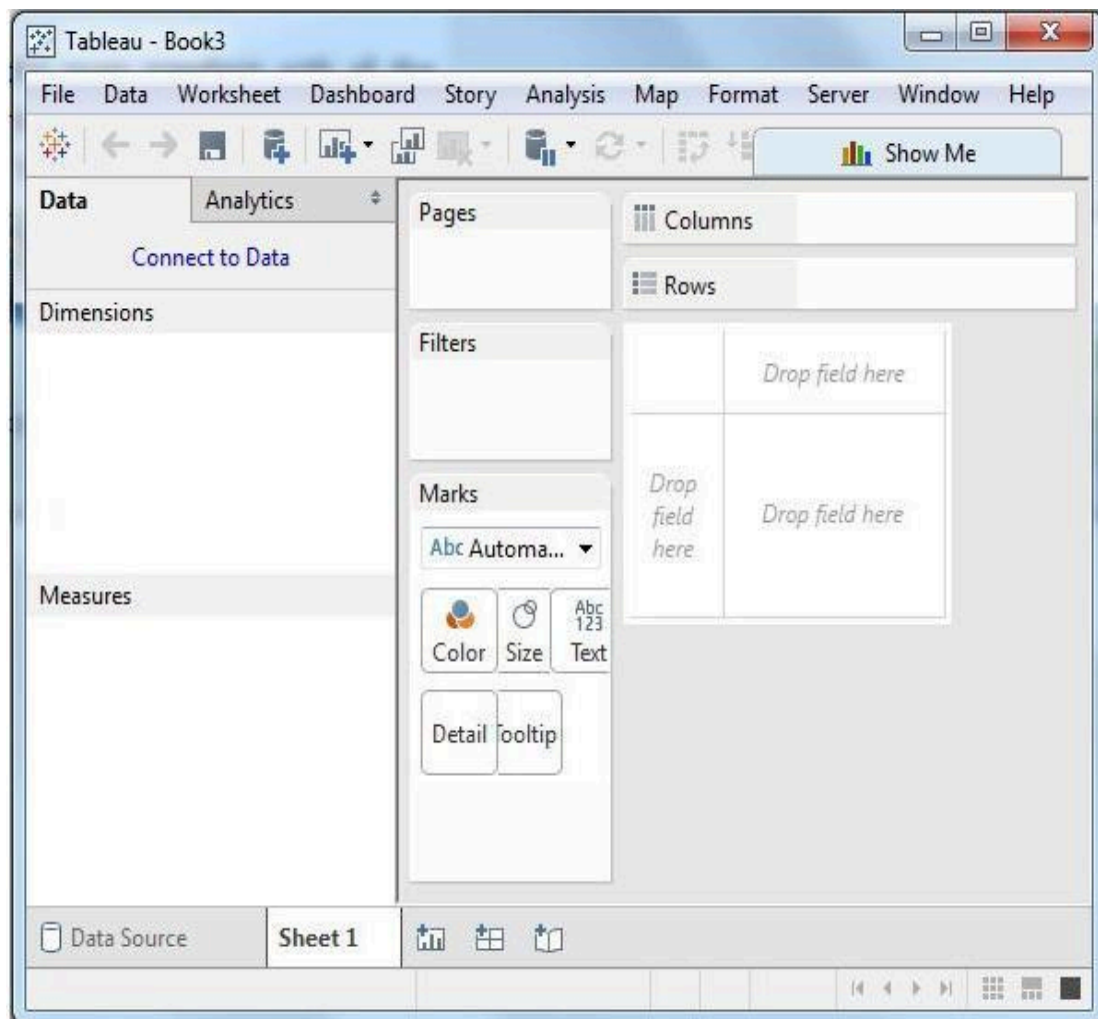 Tableau - Book3
File Data Worksheet Dashboard Story Analysis Map Format Server Window Help
Show Me
Data Analytics
Connect to Data
Dimensions
Measures
Pages
Filters
Marks
Abc Automa...
Color Size Abc 123 Text
Detail ooltip
Columns
Rows
Drop field here
Drop
field
here
Drop field here
Data Source Sheet 1